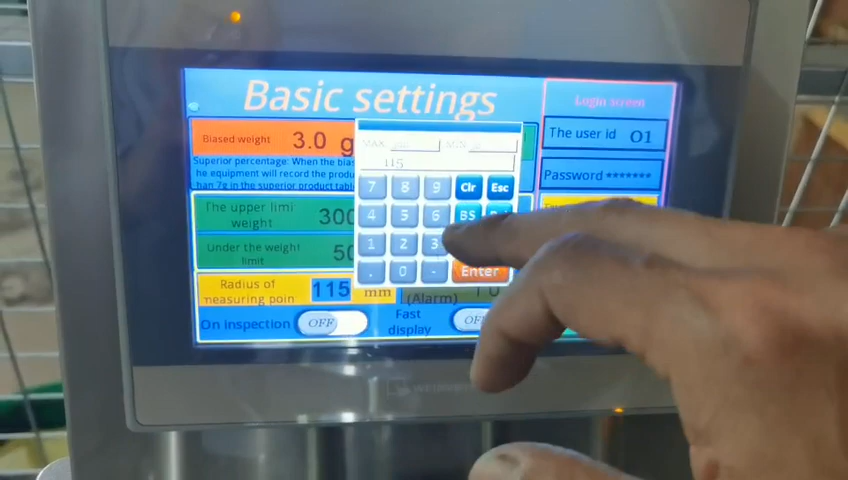 Basic settings
Login screen
Biased weight 3.0 g
The user id 01
MAX MIN
115
Superior percentage: When the bias
he equipment will record the produ
than 7g in the superior product tabl
Password *******
7 8 9 Clr Esc
4 5 6 BS
1 2 3
. 0 - Enter
The upper limi
weight
300
Under the weight
limit
50
Radius of
measuring poin
115 mm
(Alarm)
On inspection OFF
Fast
display